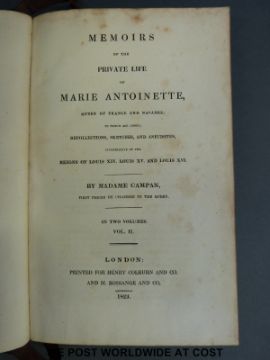 MEMOIRS
OF THE
PRIVATE LIFE
OF
MARIE ANTOINETTE,
QUEEN OF FRANCE AND NAVARRE;
TO WHICH ARE ADDED,
RECOLLECTIONS, SKETCHES, AND ANECDOTES,
ILLUSTRATIVE OF THE
REIGNS OF LOUIS XIV. LOUIS XV. AND LOUIS XVI.
BY MADAME CAMPAN,
FIRST FEMME DE CHAMBRE TO THE QUEEN.
IN TWO VOLUMES.
VOL. II.
LONDON:
PRINTED FOR HENRY COLBURN AND CO.
AND M. BOSSANGE AND CO.
1823.
POST WORLDWIDE AT COST